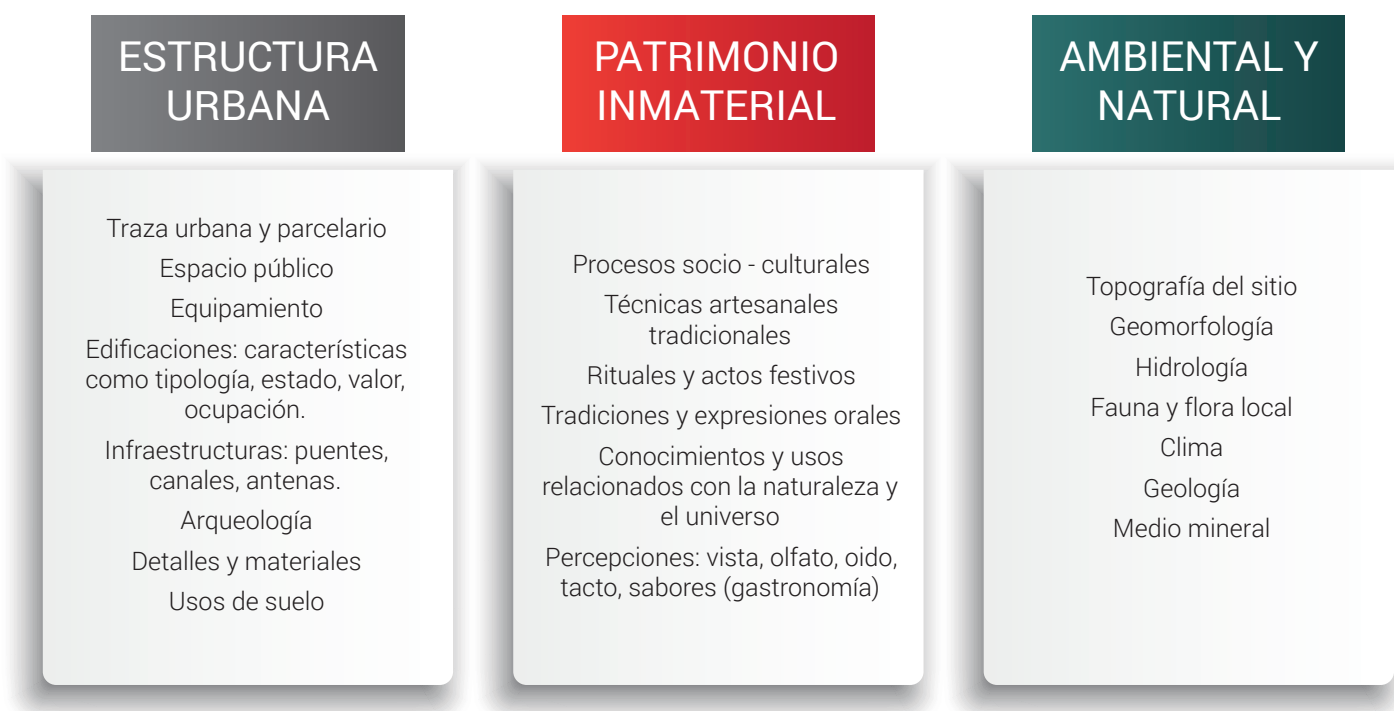 ESTRUCTURA
URBANA
Traza urbana y parcelario
Espacio público
Equipamiento
Edificaciones: características
como tipología, estado, valor,
ocupación.
Infraestructuras: puentes,
canales, antenas.
Arqueología
Detalles y materiales
Usos de suelo
PATRIMONIO
INMATERIAL
Procesos socio - culturales
Técnicas artesanales
tradicionales
Rituales y actos festivos
Tradiciones y expresiones orales
Conocimientos y usos
relacionados con la naturaleza y
el universo
Percepciones: vista, olfato, oido,
tacto, sabores (gastronomía)
AMBIENTAL Y
NATURAL
Topografía del sitio
Geomorfología
Hidrología
Fauna y flora local
Clima
Geología
Medio mineral